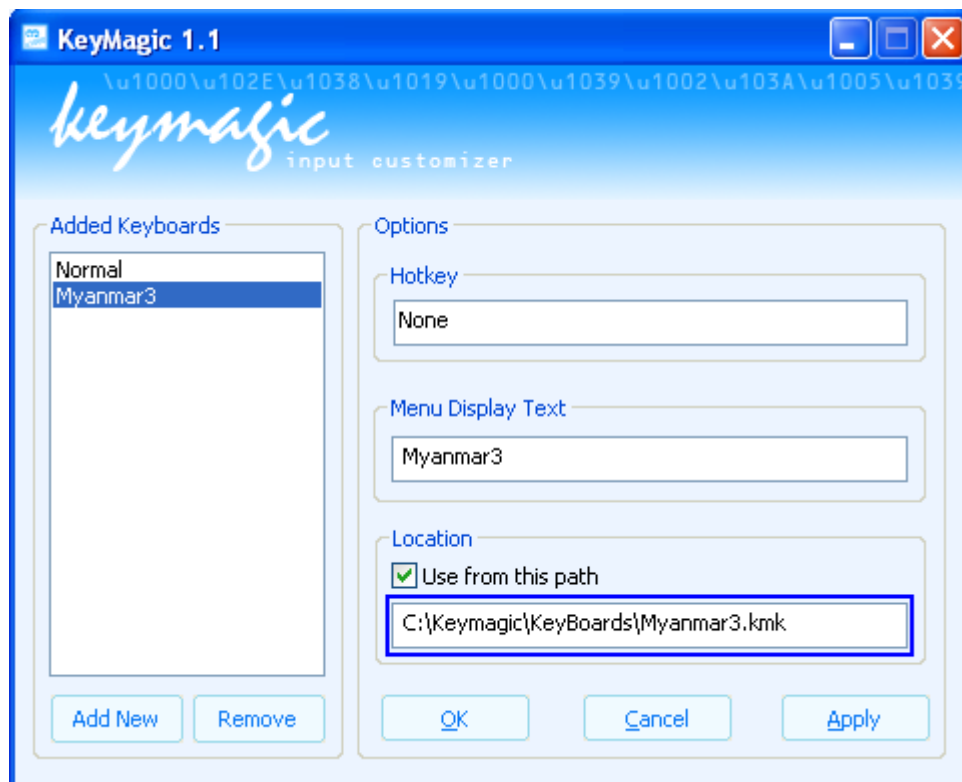 KeyMagic 1.1
\u1000\u102E\u1038\u1019\u1000\u1039\u1002\u103A\u1005\u1039
keymagic
input customizer
Added Keyboards
Normal
Myanmar3
Add New
Remove
Options
Hotkey
None
Menu Display Text
Myanmar3
Location
Use from this path
C:\Keymagic\KeyBoards\Myanmar3.kmk
OK
Cancel
Apply